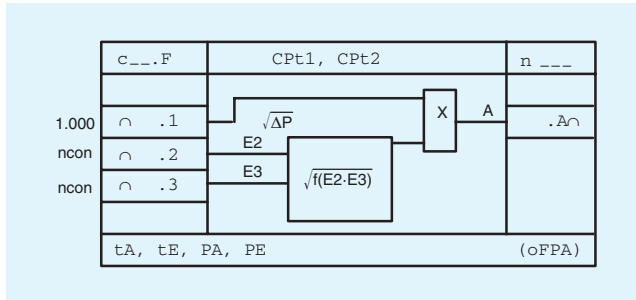 c__.F CPt1, CPt2 n ___
1.000 ∩ .1 √ΔP X A .A∩
ncon ∩ .2 E2
ncon ∩ .3 E3 √f(E2·E3)
tA, tE, PA, PE (oFPA)